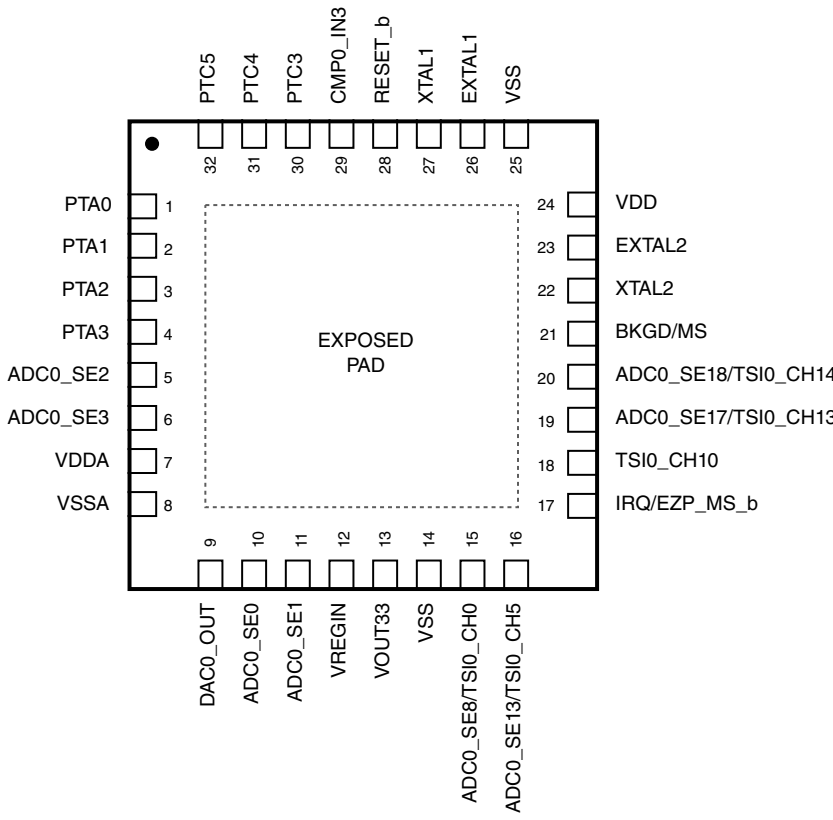 PTC5
PTC4
PTC3
CMP0_IN3
RESET_b
XTAL1
EXTAL1
VSS
32
31
30
29
28
27
26
25
PTA0 1
PTA1 2
PTA2 3
PTA3 4
ADC0_SE2 5
ADC0_SE3 6
VDDA 7
VSSA 8
EXPOSED
PAD
24 VDD
23 EXTAL2
22 XTAL2
21 BKGD/MS
20 ADC0_SE18/TSI0_CH14
19 ADC0_SE17/TSI0_CH13
18 TSI0_CH10
17 IRQ/EZP_MS_b
9
10
11
12
13
14
15
16
DAC0_OUT
ADC0_SE0
ADC0_SE1
VREGIN
VOUT33
VSS
ADC0_SE8/TSI0_CH0
ADC0_SE13/TSI0_CH5